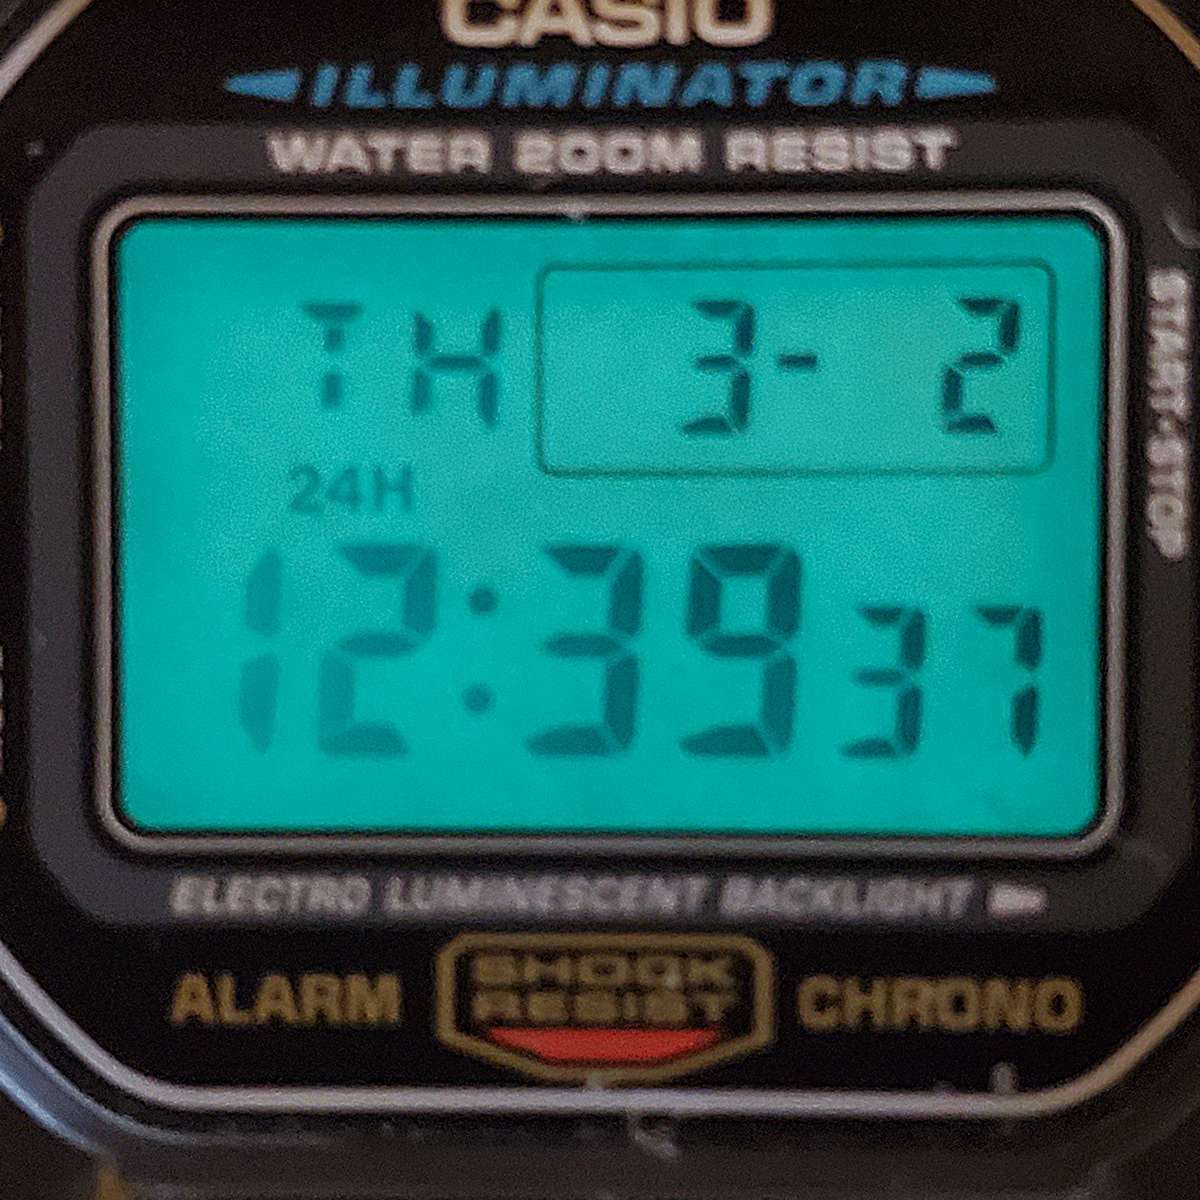 CASIO
ILLUMINATOR
WATER 200M RESIST
TH 3- 2
24H
12:39 37
START·STOP
ELECTRO LUMINESCENT BACKLIGHT
ALARM SHOCK RESIST CHRONO